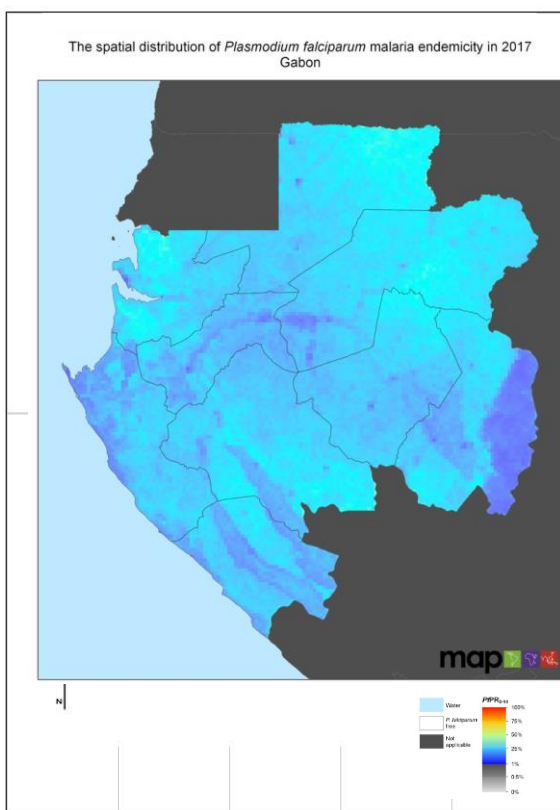 The spatial distribution of Plasmodium falciparum malaria endemicity in 2017
Gabon
map
N
Water
P. falciparum
free
Not
applicable
100%
75%
50%
25%
1%
0.5%
0%